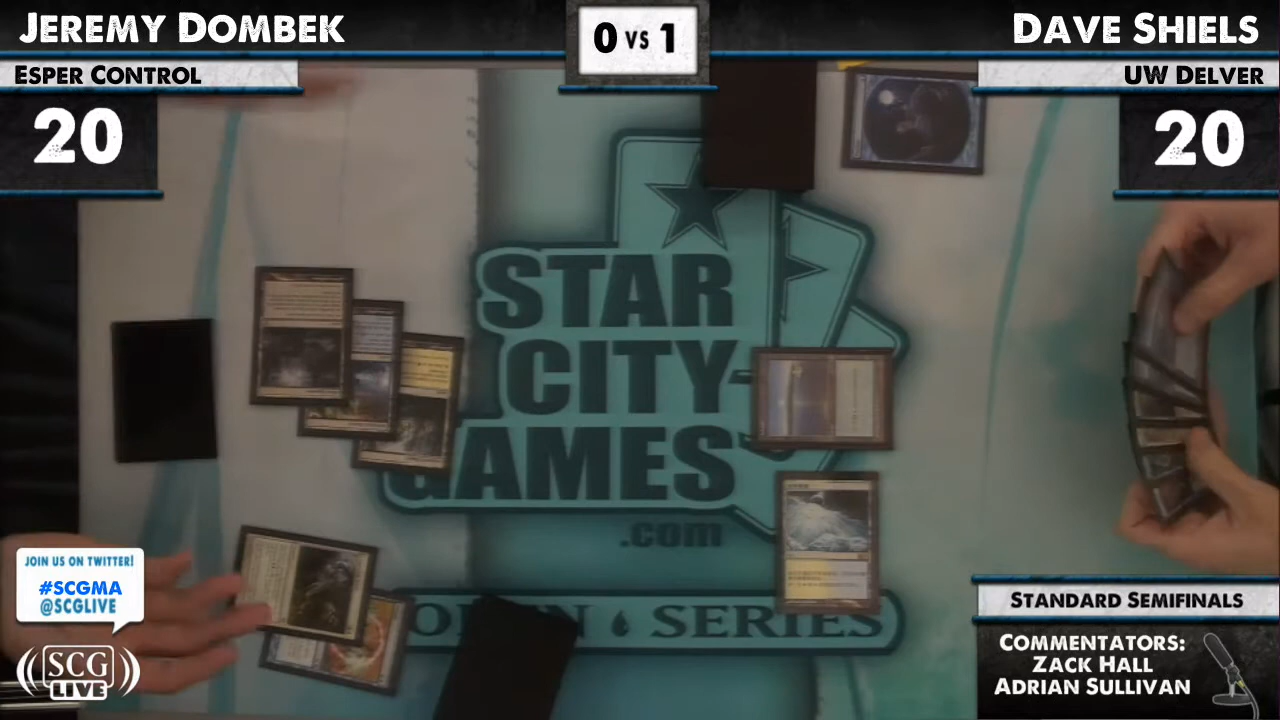 JEREMY DOMBEK
0 VS 1
DAVE SHIELS
ESPER CONTROL
UW DELVER
20
20
STAR
CITY
GAMES
.com
OPEN SERIES
JOIN US ON TWITTER!
#SCGMA
@SCGLIVE
SCG
LIVE
STANDARD SEMIFINALS
COMMENTATORS:
ZACK HALL
ADRIAN SULLIVAN